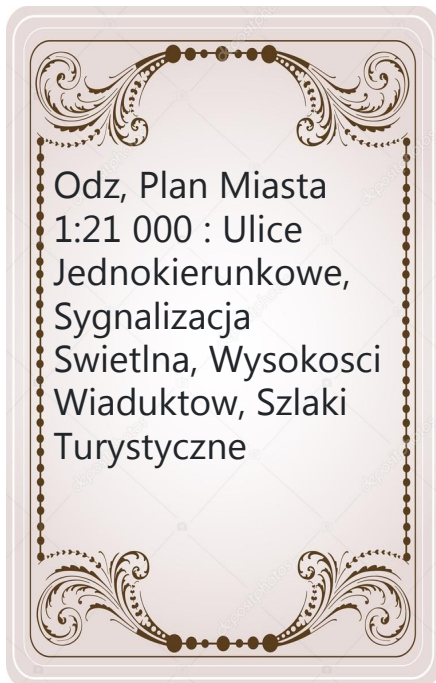 Odz, Plan Miasta
1:21 000 : Ulice
Jednokierunkowe,
Sygnalizacja
Swietlna, Wysokosci
Wiaduktow, Szlaki
Turystyczne